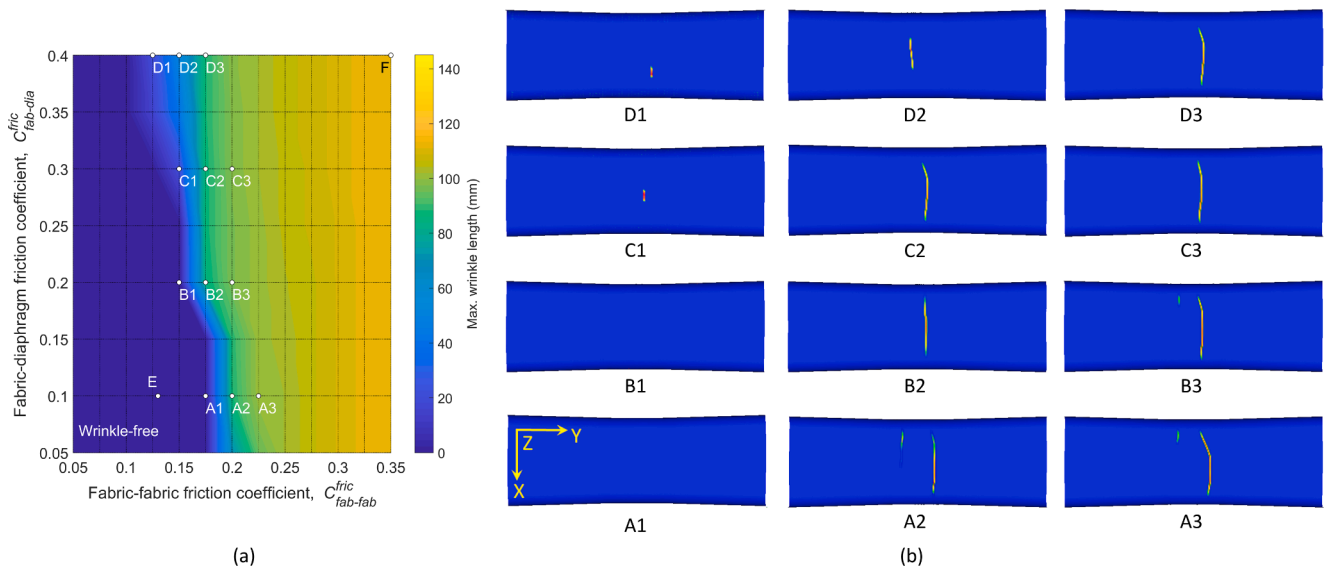 0.4
0.35
0.3
0.25
0.2
0.15
0.1
0.05
Fabric-diaphragm friction coefficient, C^{fric}_{fab-dia}
D1 D2 D3 F
C1 C2 C3
B1 B2 B3
E
A1 A2 A3
Wrinkle-free
0.05 0.1 0.15 0.2 0.25 0.3 0.35
Fabric-fabric friction coefficient, C^{fric}_{fab-fab}
140
120
100
80
60
40
20
0
Max. wrinkle length (mm)
(a)
D1 D2 D3
C1 C2 C3
B1 B2 B3
Z Y
X
A1 A2 A3
(b)